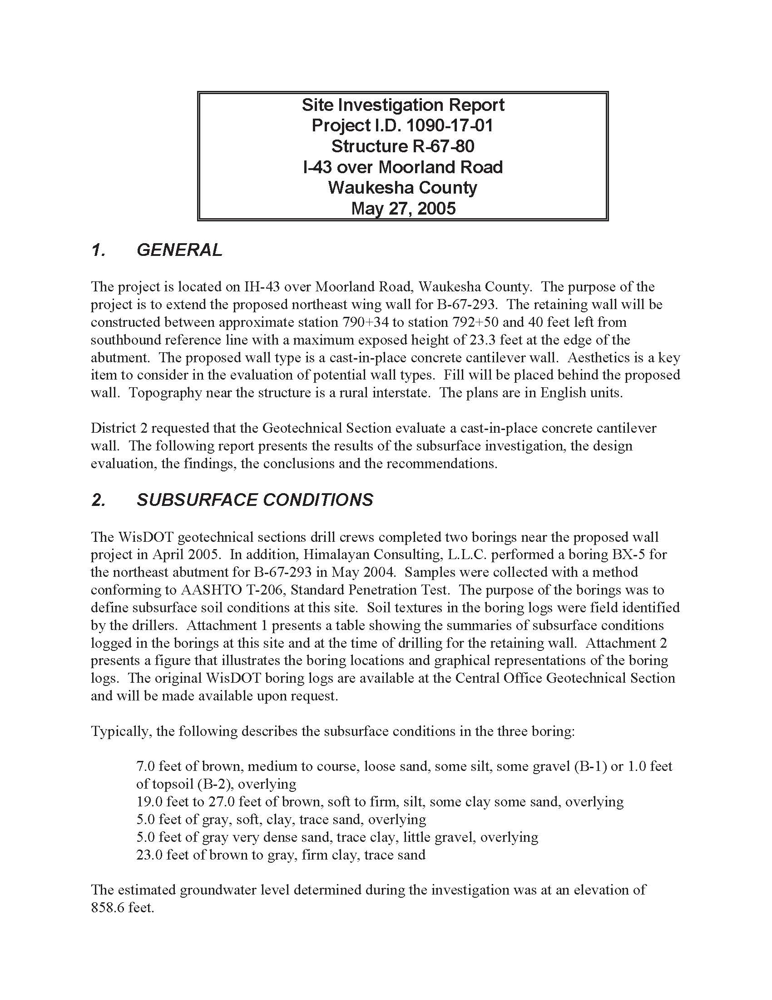 Site Investigation Report
Project I.D. 1090-17-01
Structure R-67-80
I-43 over Moorland Road
Waukesha County
May 27, 2005
1. GENERAL
The project is located on IH-43 over Moorland Road, Waukesha County. The purpose of the
project is to extend the proposed northeast wing wall for B-67-293. The retaining wall will be
constructed between approximate station 790+34 to station 792+50 and 40 feet left from
southbound reference line with a maximum exposed height of 23.3 feet at the edge of the
abutment. The proposed wall type is a cast-in-place concrete cantilever wall. Aesthetics is a key
item to consider in the evaluation of potential wall types. Fill will be placed behind the proposed
wall. Topography near the structure is a rural interstate. The plans are in English units.
District 2 requested that the Geotechnical Section evaluate a cast-in-place concrete cantilever
wall. The following report presents the results of the subsurface investigation, the design
evaluation, the findings, the conclusions and the recommendations.
2. SUBSURFACE CONDITIONS
The WisDOT geotechnical sections drill crews completed two borings near the proposed wall
project in April 2005. In addition, Himalayan Consulting, L.L.C. performed a boring BX-5 for
the northeast abutment for B-67-293 in May 2004. Samples were collected with a method
conforming to AASHTO T-206, Standard Penetration Test. The purpose of the borings was to
define subsurface soil conditions at this site. Soil textures in the boring logs were field identified
by the drillers. Attachment 1 presents a table showing the summaries of subsurface conditions
logged in the borings at this site and at the time of drilling for the retaining wall. Attachment 2
presents a figure that illustrates the boring locations and graphical representations of the boring
logs. The original WisDOT boring logs are available at the Central Office Geotechnical Section
and will be made available upon request.
Typically, the following describes the subsurface conditions in the three boring:
7.0 feet of brown, medium to course, loose sand, some silt, some gravel (B-1) or 1.0 feet
of topsoil (B-2), overlying
19.0 feet to 27.0 feet of brown, soft to firm, silt, some clay some sand, overlying
5.0 feet of gray, soft, clay, trace sand, overlying
5.0 feet of gray very dense sand, trace clay, little gravel, overlying
23.0 feet of brown to gray, firm clay, trace sand
The estimated groundwater level determined during the investigation was at an elevation of
858.6 feet.